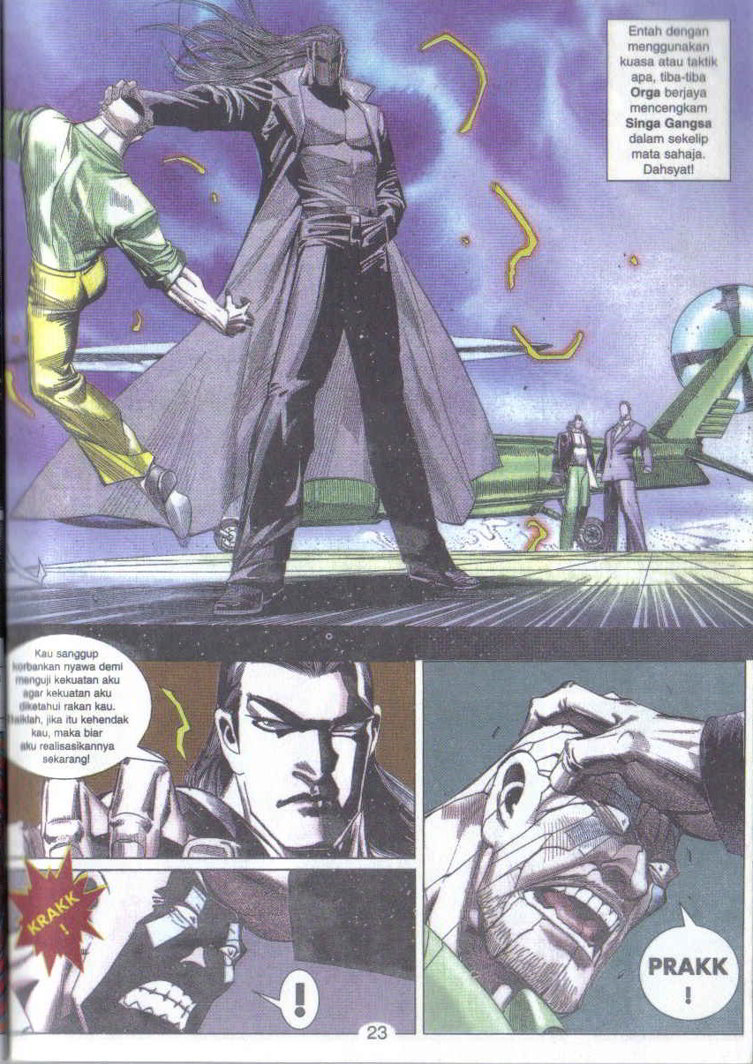 Entah dengan
menggunakan
kuasa atau taktik
apa, tiba-tiba
Orga berjaya
mencengkam
Singa Gangsa
dalam sekelip
mata sahaja.
Dahsyat!
Kau sanggup
korbankan nyawa demi
menguji kekuatan aku
agar kekuatan aku
diketahui rakan kau.
Baiklah, jika itu kehendak
kau, maka biar
aku realisasikannya
sekarang!
KRAKK
!
!
PRAKK
!
23